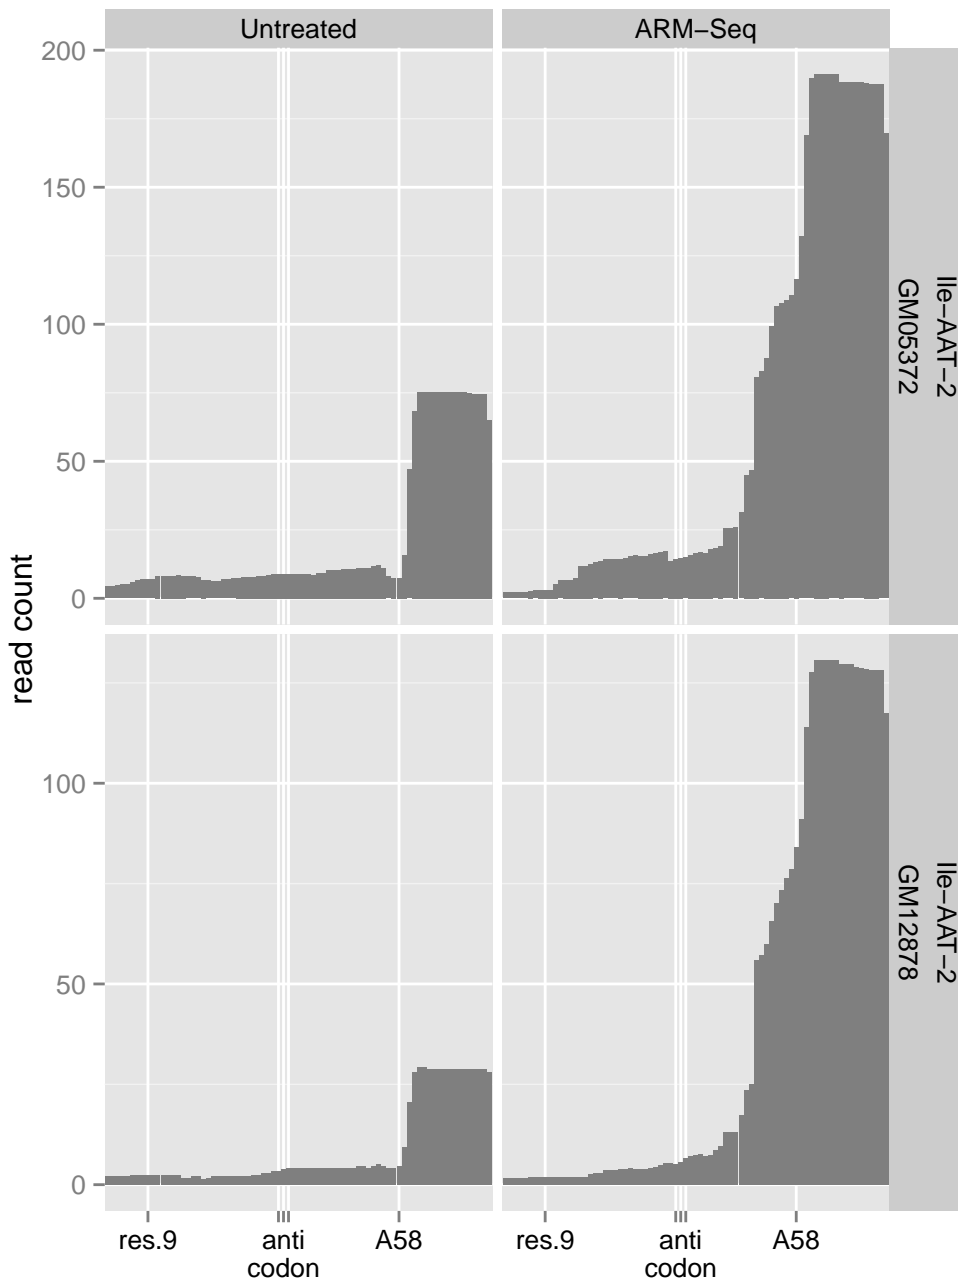 Untreated
ARM−Seq
200
150
100
50
0
Ile−AAT−2
GM05372
read count
100
50
0
Ile−AAT−2
GM12878
res.9
anti
codon
A58
res.9
anti
codon
A58